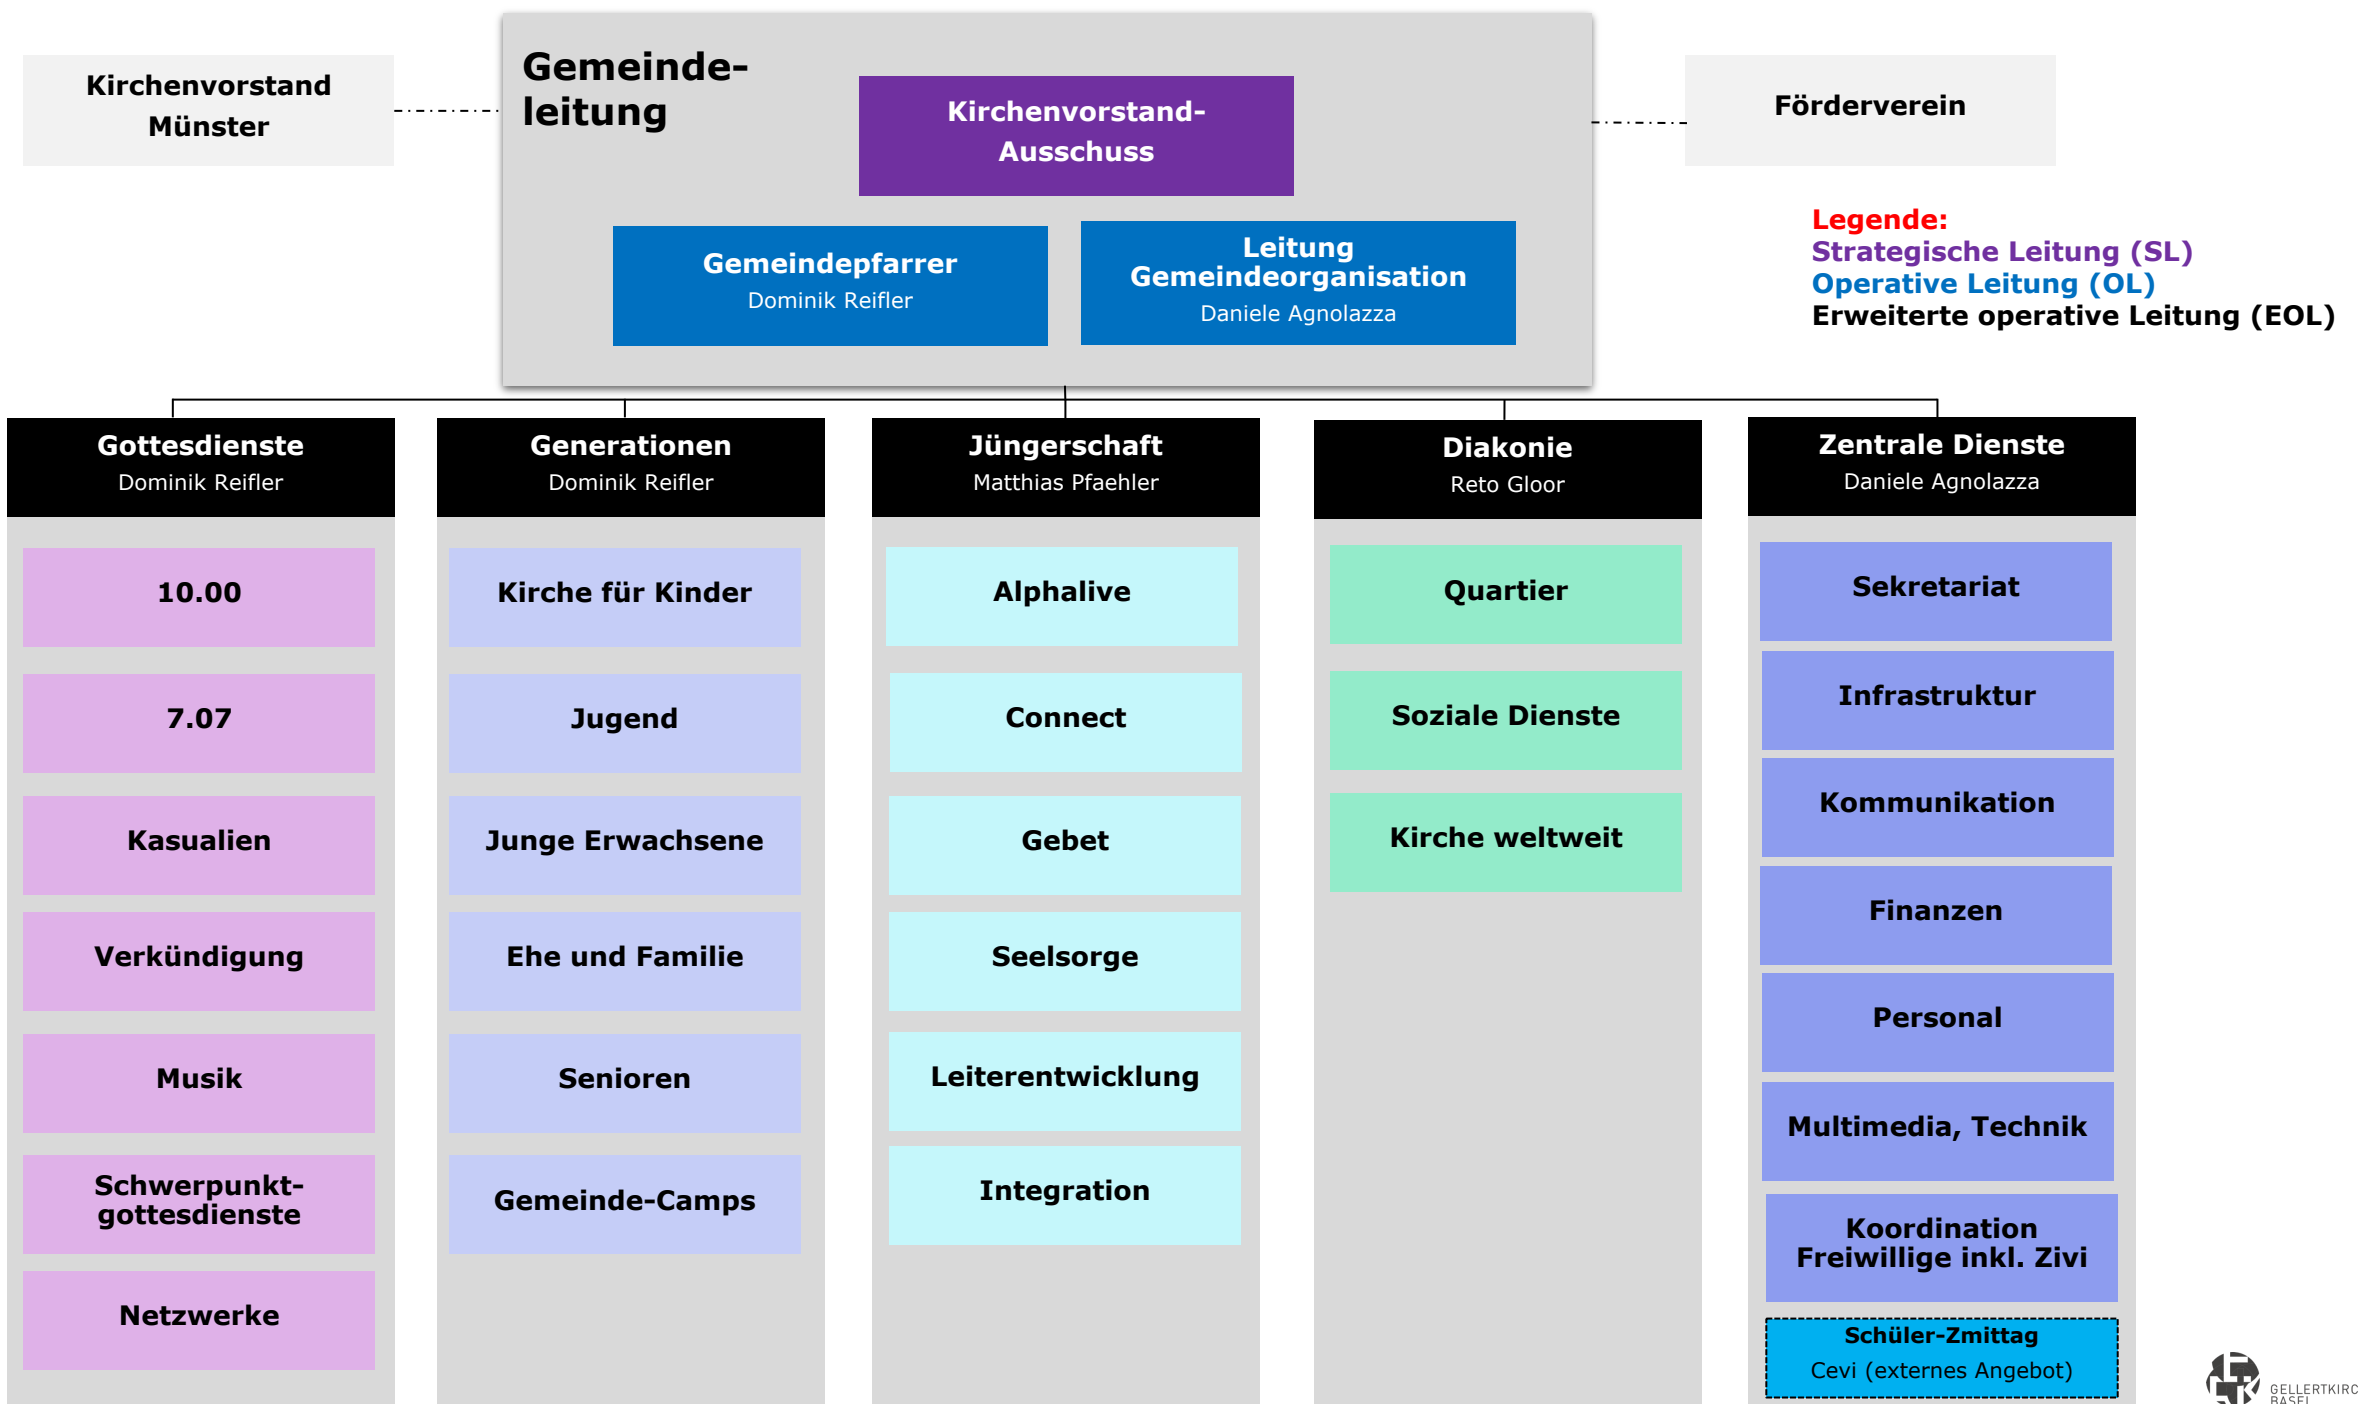 Gemeinde-
leitung
Kirchenvorstand
Münster
Kirchenvorstand-
Ausschuss
Förderverein
Gemeindepfarrer
Dominik Reifler
Leitung
Gemeindeorganisation
Daniele Agnolazza
Legende:
Strategische Leitung (SL)
Operative Leitung (OL)
Erweiterte operative Leitung (EOL)
Gottesdienste
Dominik Reifler
10.00
7.07
Kasualien
Verkündigung
Musik
Schwerpunkt-
gottesdienste
Netzwerke
Generationen
Dominik Reifler
Kirche für Kinder
Jugend
Junge Erwachsene
Ehe und Familie
Senioren
Gemeinde-Camps
Jüngerschaft
Matthias Pfaehler
Alphalive
Connect
Gebet
Seelsorge
Leiterentwicklung
Integration
Diakonie
Reto Gloor
Quartier
Soziale Dienste
Kirche weltweit
Zentrale Dienste
Daniele Agnolazza
Sekretariat
Infrastruktur
Kommunikation
Finanzen
Personal
Multimedia, Technik
Koordination
Freiwillige inkl. Zivi
Schüler-Zmittag
Cevi (externes Angebot)
GELLERTKIRC
BASEL